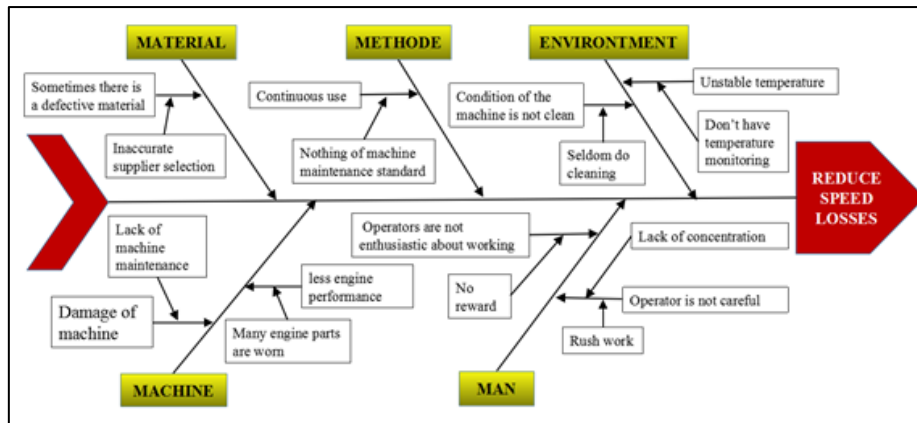 MATERIAL
METHODE
ENVIRONTMENT
Sometimes there is
a defective material
Inaccurate
supplier selection
Continuous use
Nothing of machine
maintenance standard
Condition of the
machine is not clean
Seldom do
cleaning
Unstable temperature
Don't have
temperature
monitoring
REDUCE
SPEED
LOSSES
Lack of
machine
maintenance
Damage of
machine
less engine
performance
Many engine parts
are worn
Operators are not
enthusiastic about working
No
reward
Lack of concentration
Operator is not careful
Rush work
MACHINE
MAN